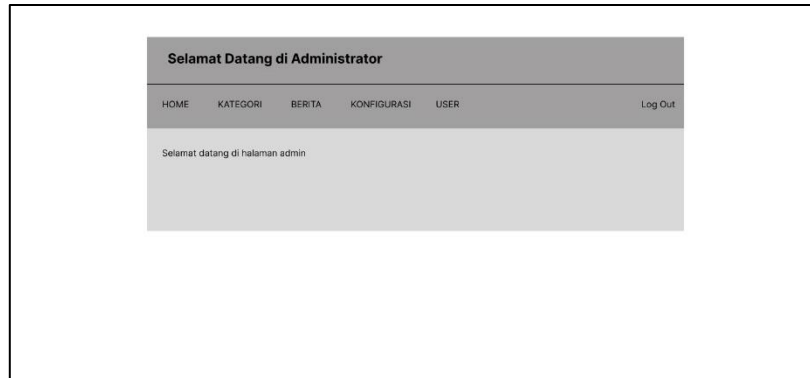 Selamat Datang di Administrator
HOME KATEGORI BERITA KONFIGURASI USER Log Out
Selamat datang di halaman admin